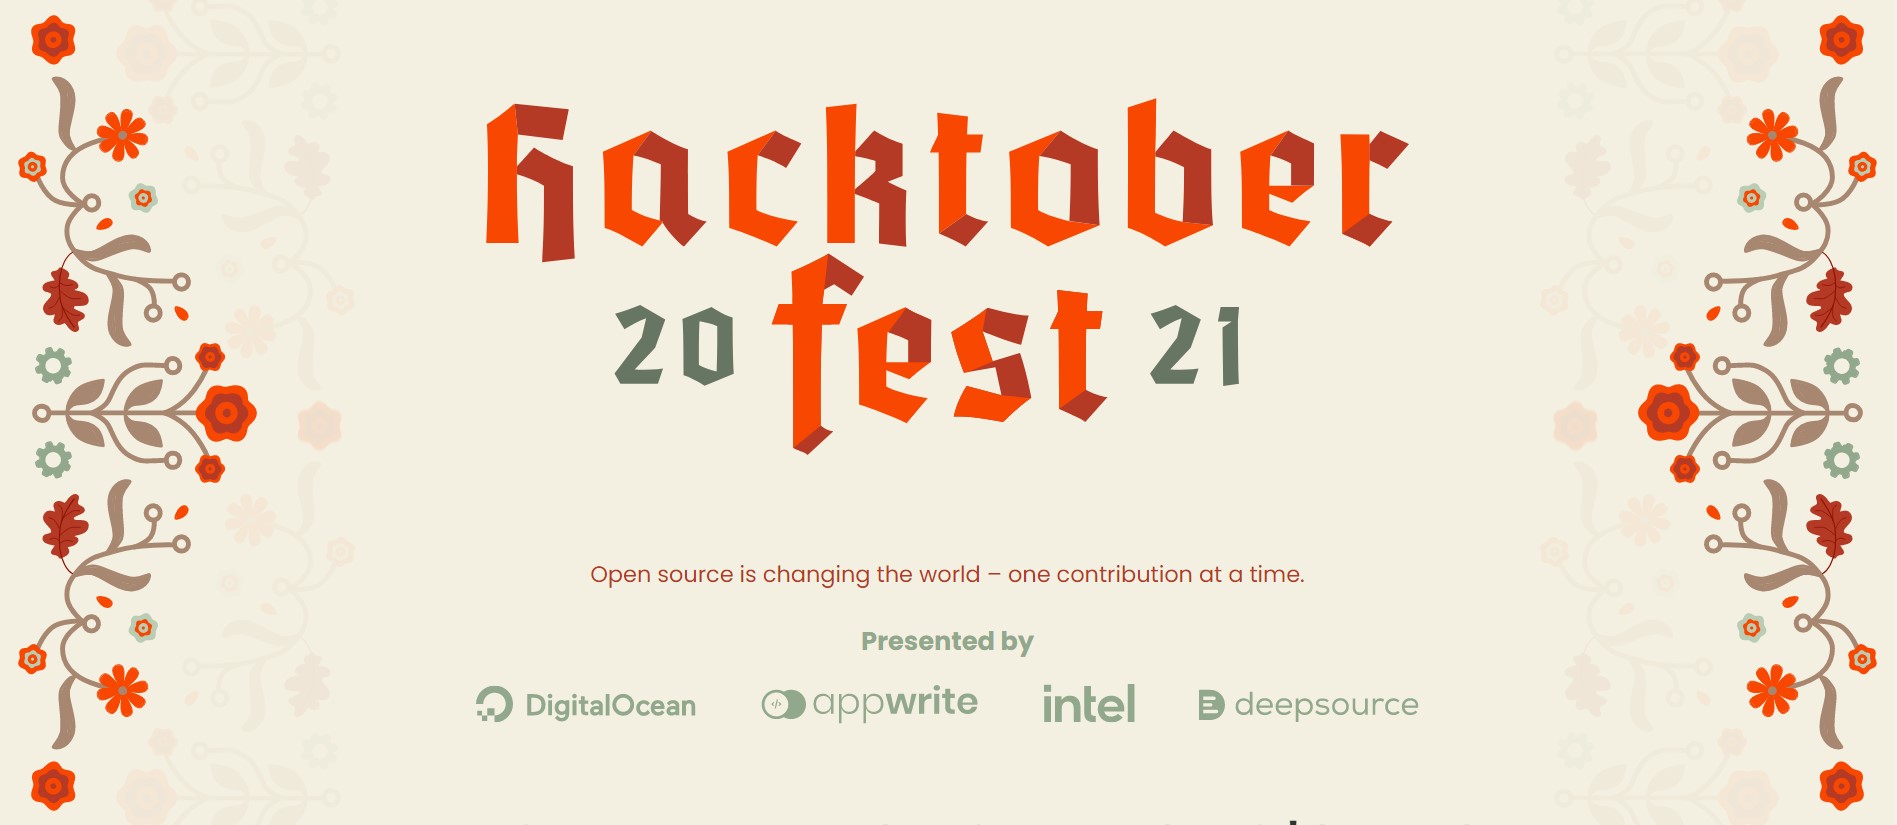 hacktober
20 fest 21
Open source is changing the world – one contribution at a time.
Presented by
DigitalOcean appwrite intel deepsource